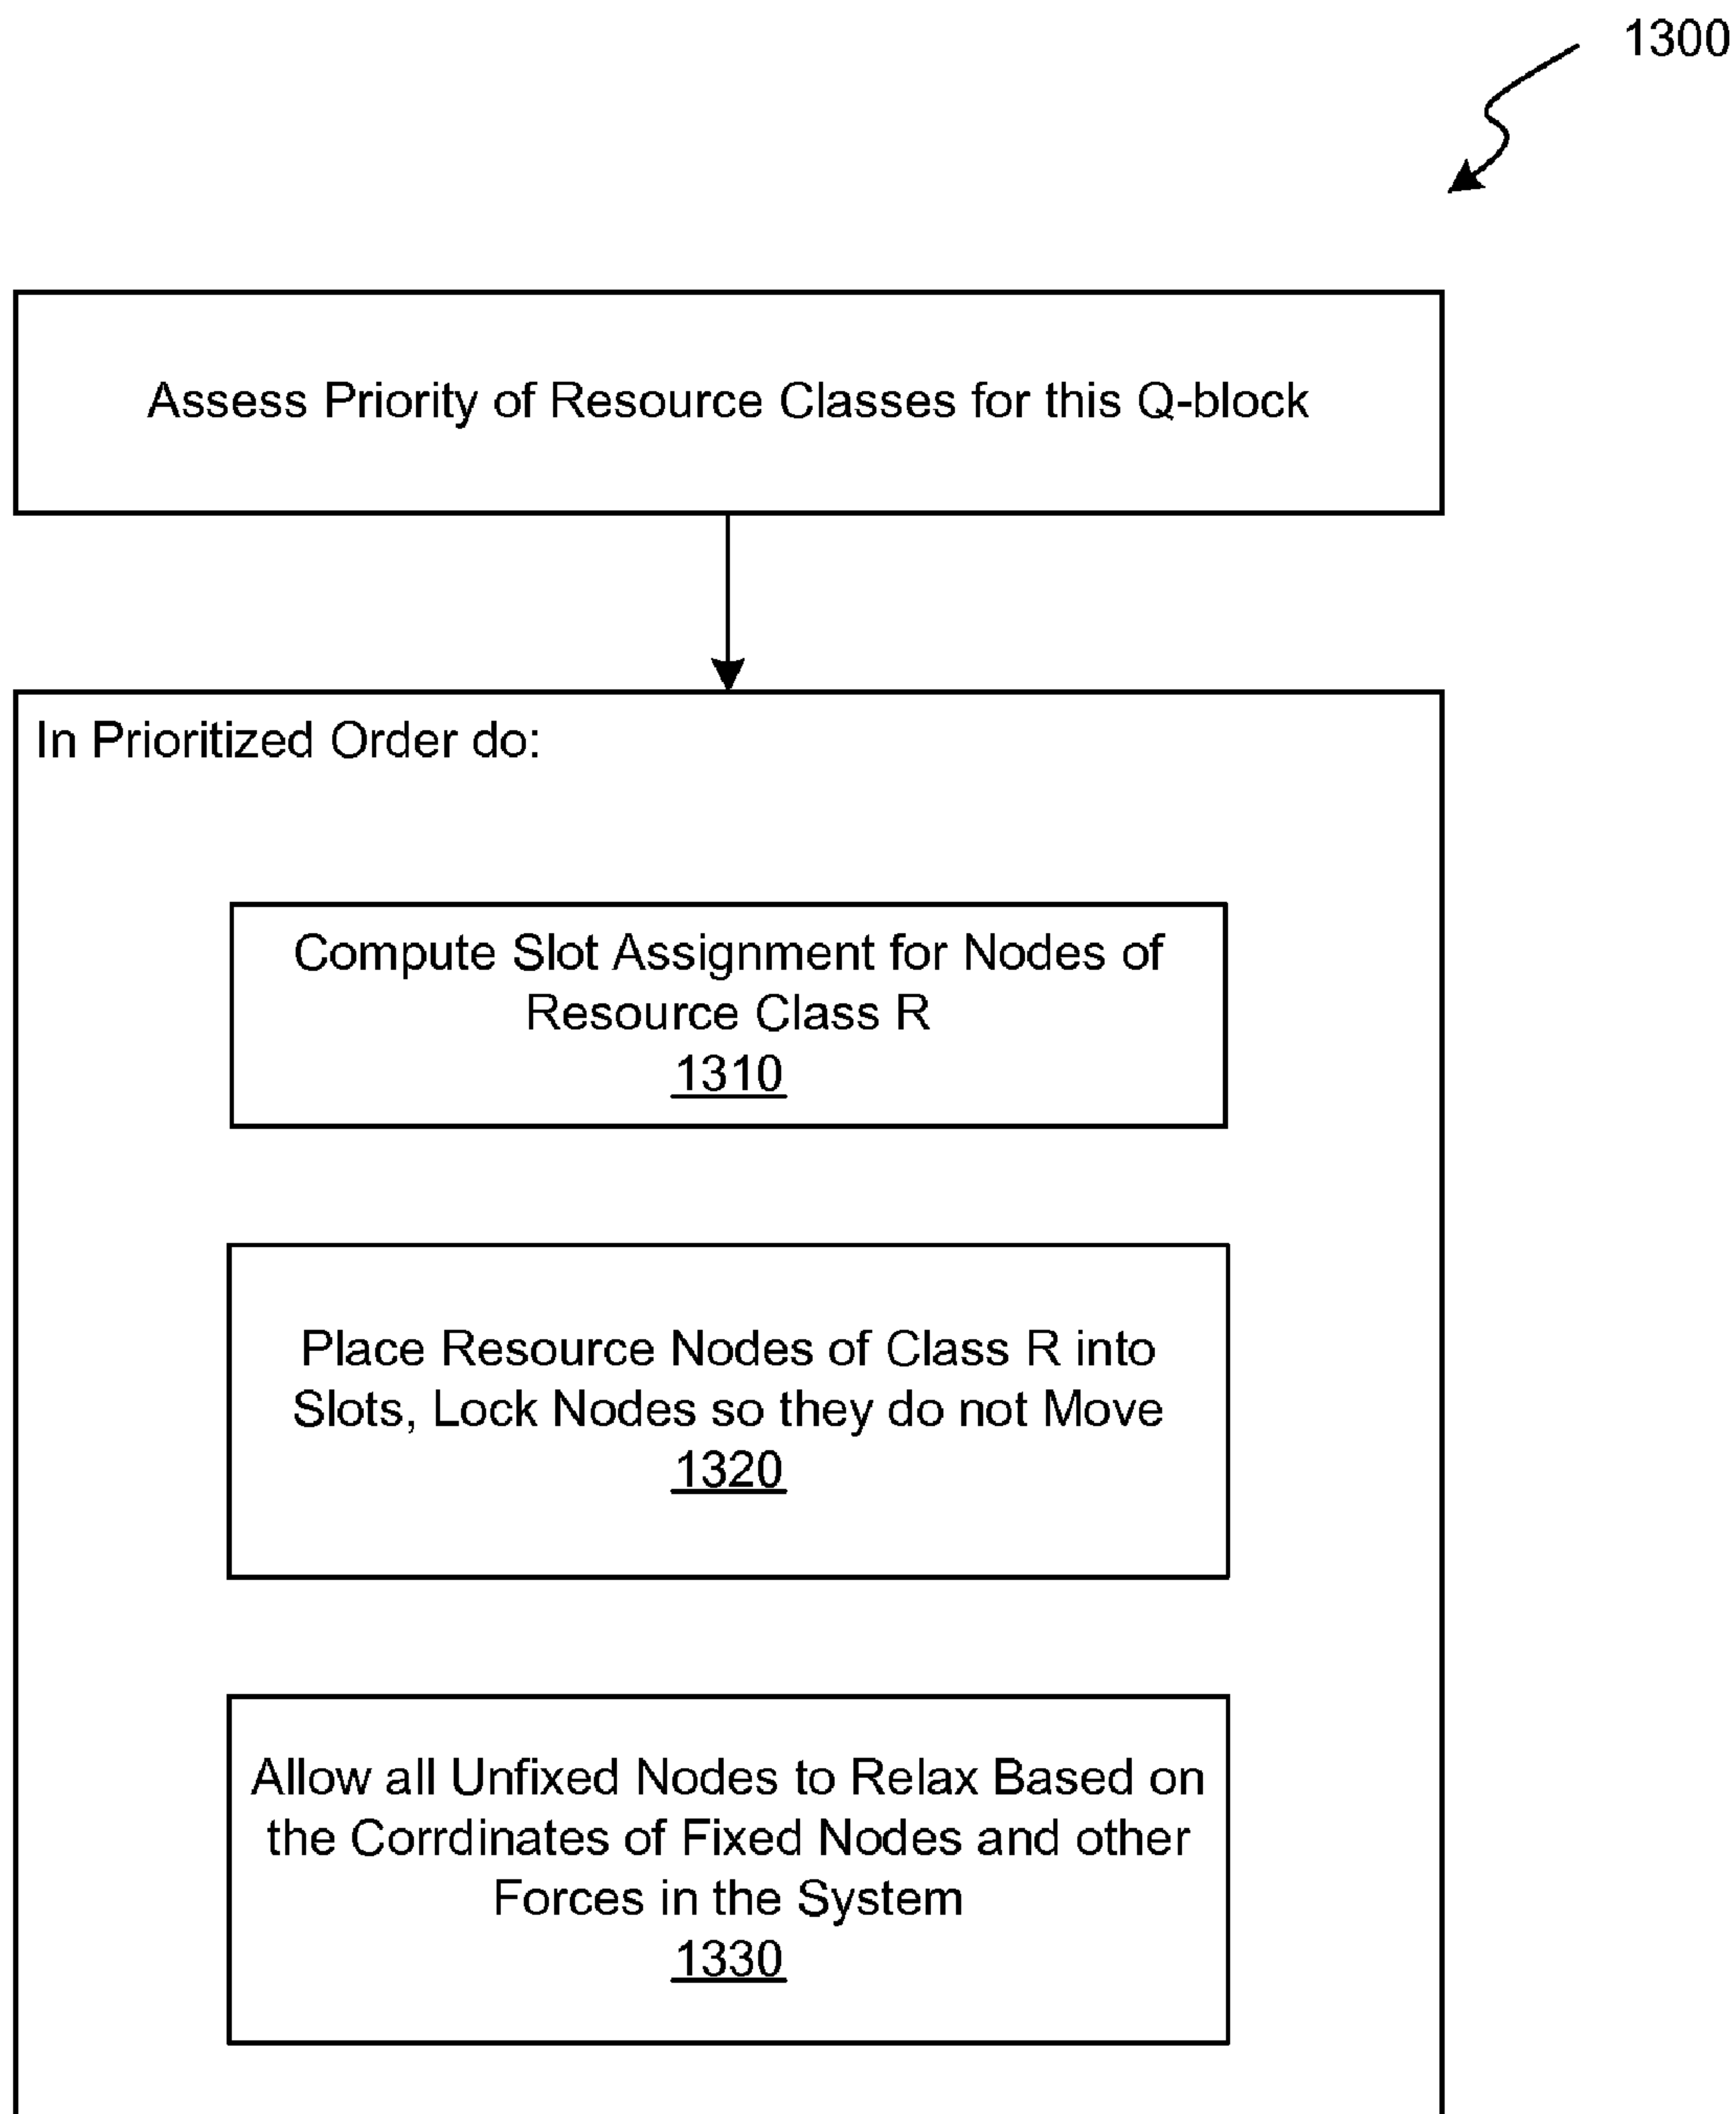 1300
Assess Priority of Resource Classes for this Q-block
In Prioritized Order do:
Compute Slot Assignment for Nodes of
Resource Class R
1310
Place Resource Nodes of Class R into
Slots, Lock Nodes so they do not Move
1320
Allow all Unfixed Nodes to Relax Based on
the Corrdinates of Fixed Nodes and other
Forces in the System
1330